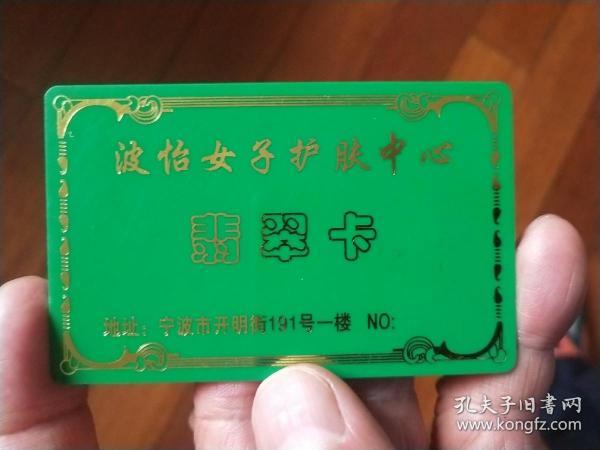 波怡女子护肤中心
翡翠卡
地址：宁波市开明街191号一楼 NO:
孔夫子旧书网
www.kongfz.com